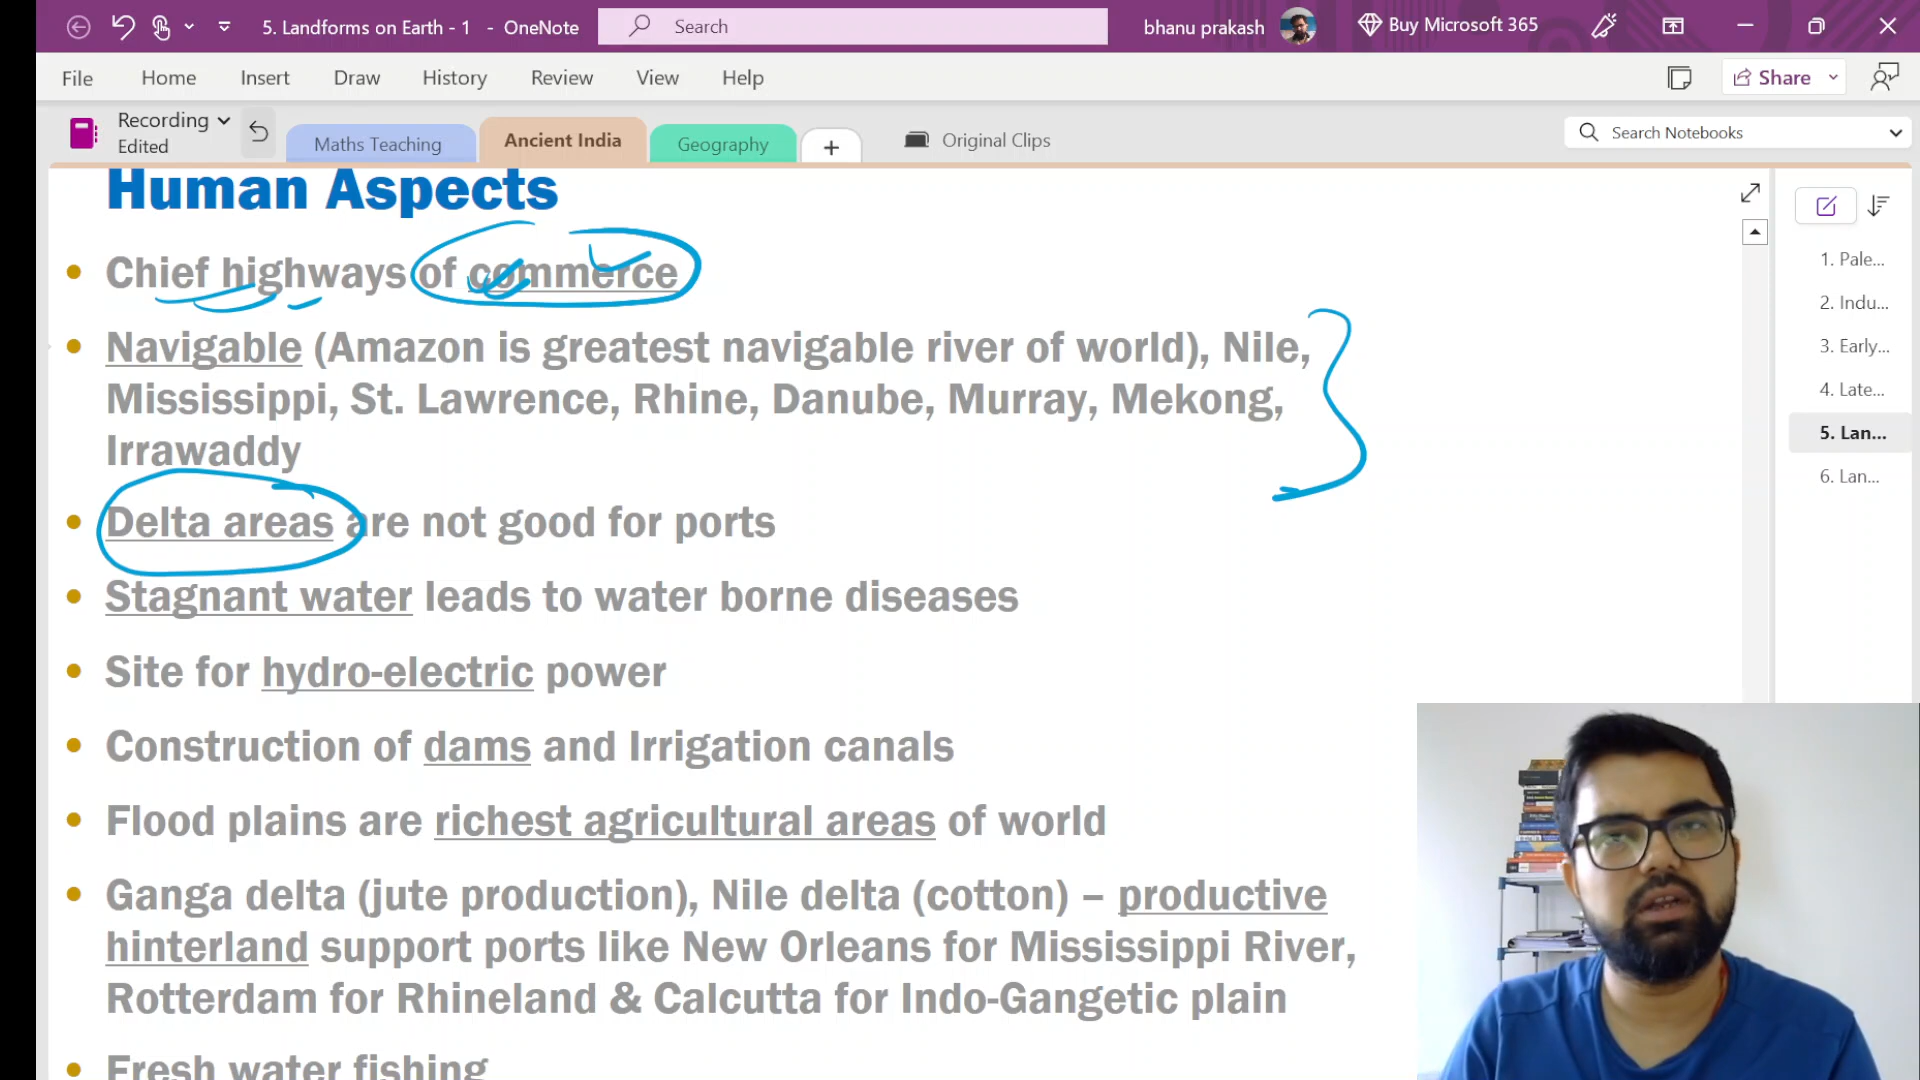 5. Landforms on Earth - 1 - OneNote
Search
bhanu prakash
Buy Microsoft 365
File Home Insert Draw History Review View Help
Share
Recording
Edited
Maths Teaching
Ancient India
Geography
+
Original Clips
Search Notebooks
Human Aspects
• Chief highways of commerce
• Navigable (Amazon is greatest navigable river of world), Nile,
Mississippi, St. Lawrence, Rhine, Danube, Murray, Mekong,
Irrawaddy
• Delta areas are not good for ports
• Stagnant water leads to water borne diseases
• Site for hydro-electric power
• Construction of dams and Irrigation canals
• Flood plains are richest agricultural areas of world
• Ganga delta (jute production), Nile delta (cotton) – productive
hinterland support ports like New Orleans for Mississippi River,
Rotterdam for Rhineland & Calcutta for Indo-Gangetic plain
• Fresh water fishing
1. Pale...
2. Indu...
3. Early...
4. Late...
5. Lan...
6. Lan...